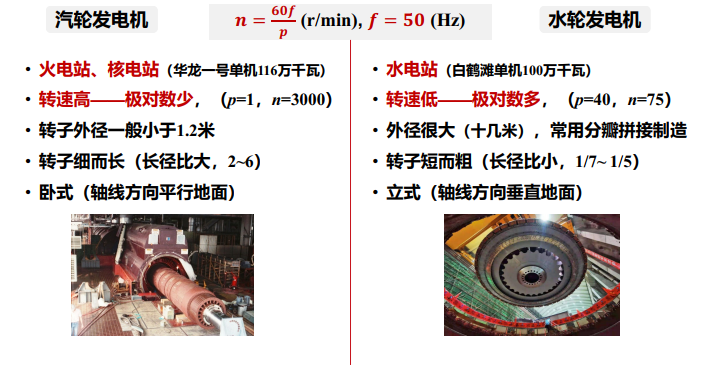 汽轮发电机
n = 60f/p (r/min), f = 50 (Hz)
水轮发电机
• 火电站、核电站（华龙一号单机116万千瓦）
• 转速高——极对数少，（p=1，n=3000）
• 转子外径一般小于1.2米
• 转子细而长（长径比大，2~6）
• 卧式（轴线方向平行地面）
• 水电站（白鹤滩单机100万千瓦）
• 转速低——极对数多，（p=40，n=75）
• 外径很大（十几米），常用分瓣拼接制造
• 转子短而粗（长径比小，1/7~ 1/5）
• 立式（轴线方向垂直地面）